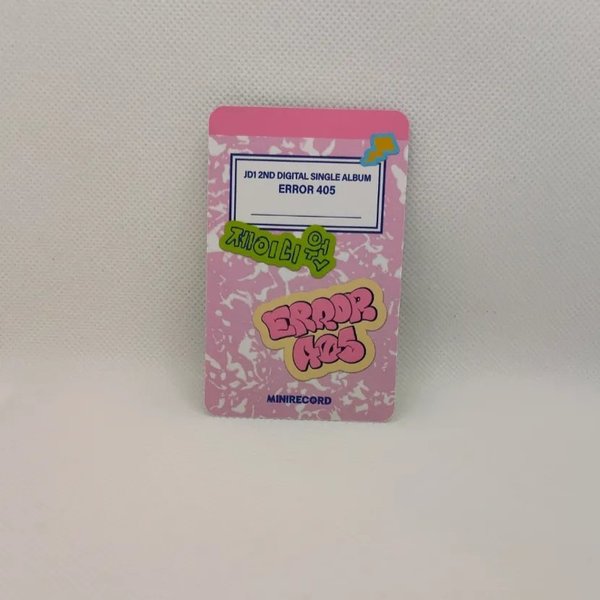 JD1 2ND DIGITAL SINGLE ALBUM
ERROR 405
제이디원
ERROR
405
MINIRECORD